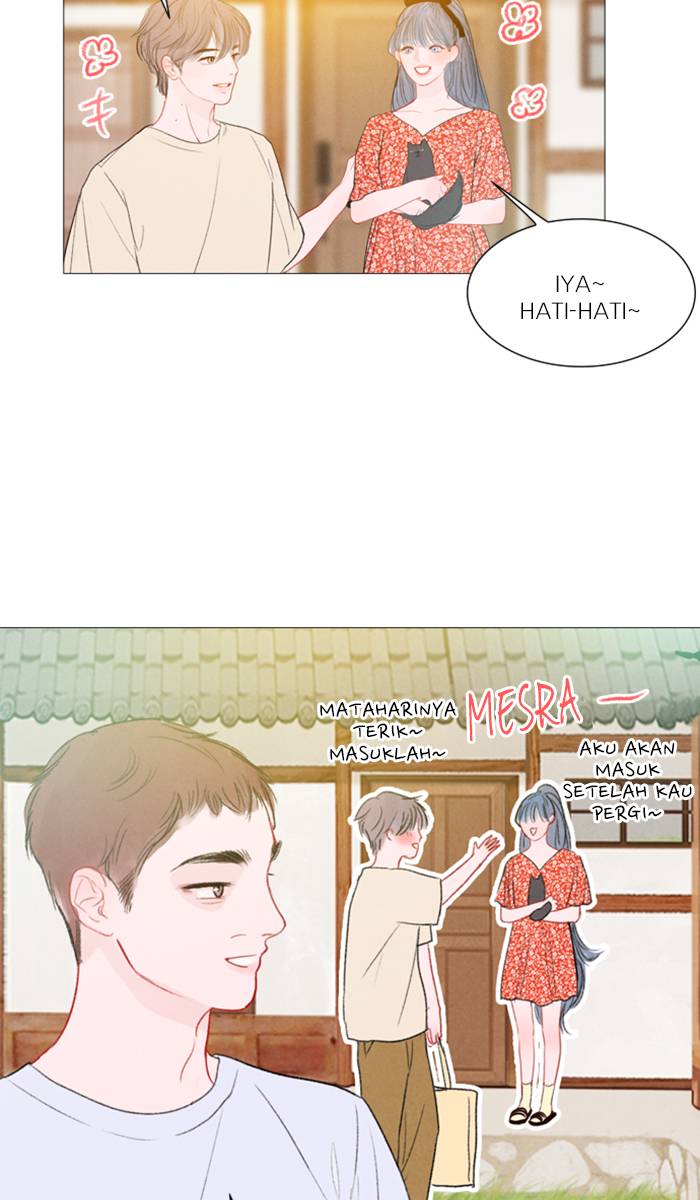 IYA~
HATI-HATI~
MATAHARINYA
TERIK~
MASUKLAH~
MESRA —
AKU AKAN
MASUK
SETELAH KAU
PERGI~